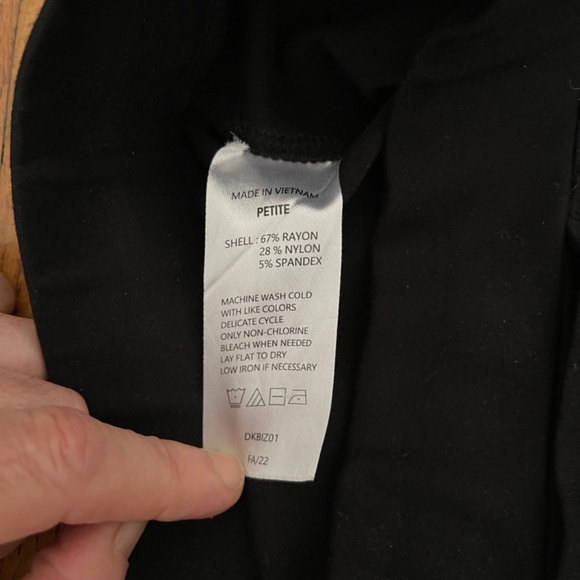 MADE IN VIETNAM
PETITE
SHELL : 67% RAYON
28 % NYLON
5% SPANDEX
MACHINE WASH COLD
WITH LIKE COLORS
DELICATE CYCLE
ONLY NON-CHLORINE
BLEACH WHEN NEEDED
LAY FLAT TO DRY
LOW IRON IF NECESSARY
DKBIZ01
FA/22